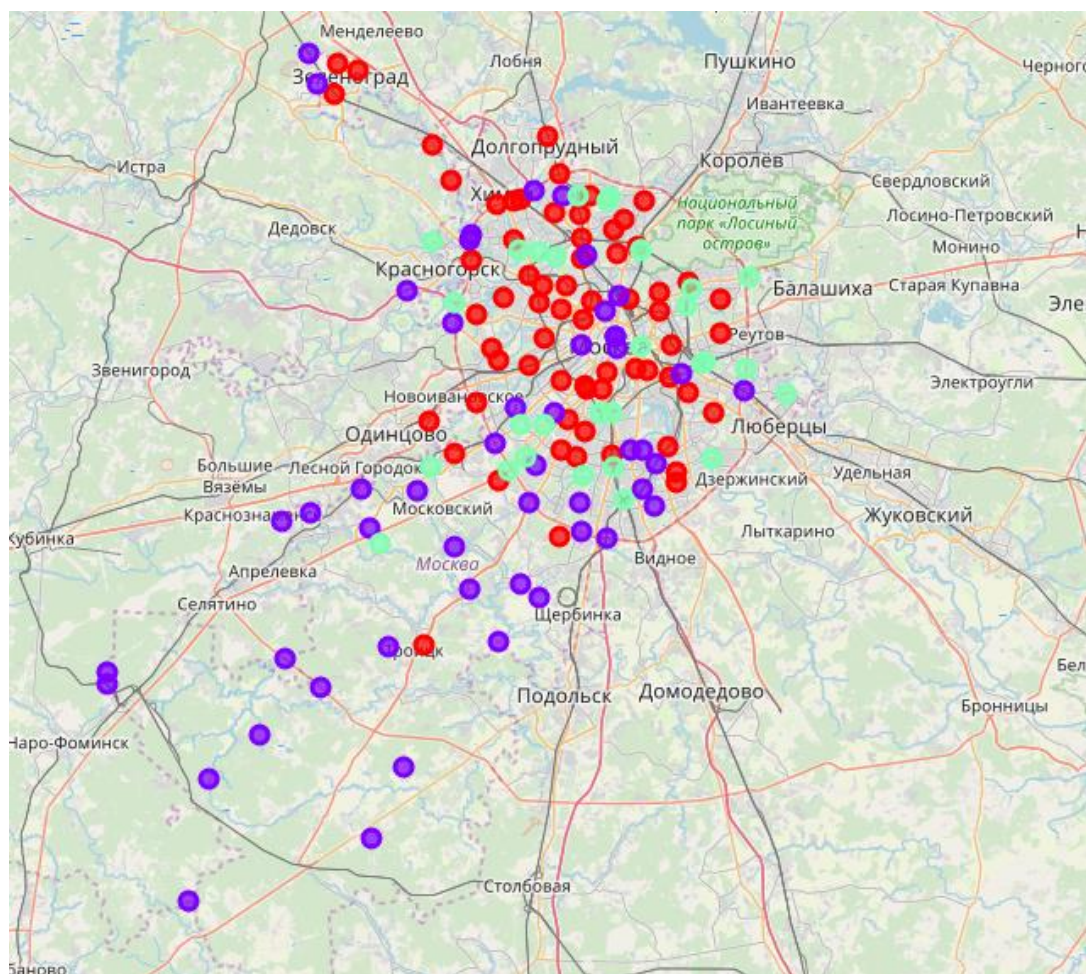 Менделеево
Лобня
Пушкино
Зеленоград
Ивантеевка
Истра
Долгопрудный
Королёв
Свердловский
Национальный
парк «Лосиный
остров»
Лосино-Петровский
Дедовск
Монино
Красногорск
Балашиха
Старая Купавна
Реутов
Звенигород
Электроугли
Новоивановское
Одинцово
Люберцы
Большие
Вязёмы
Лесной Городок
Удельная
Дзержинский
Московский
Жуковский
Лыткарино
Видное
Апрелевка
Москва
Селятино
Щербинка
Подольск
Домодедово
Бронницы
Наро-Фоминск
Столбовая